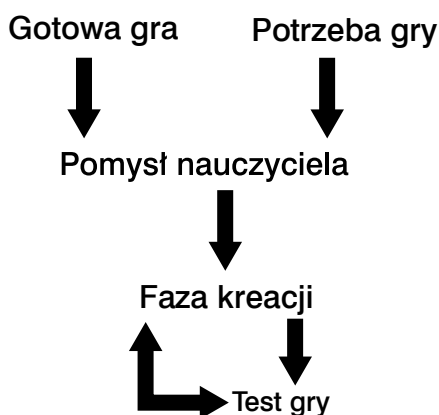 Gotowa gra
Potrzeba gry
Pomysł nauczyciela
Faza kreacji
Test gry